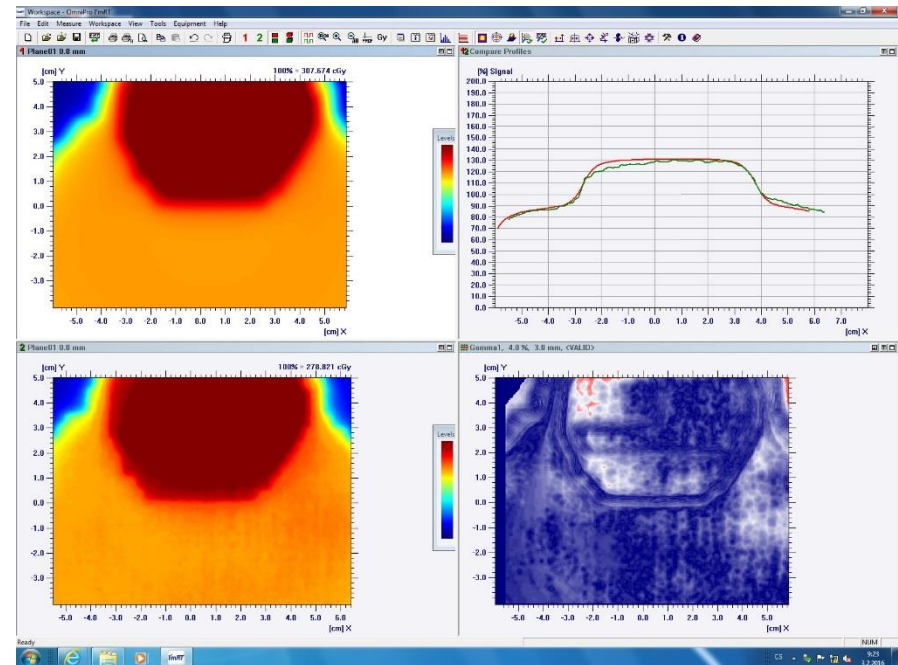 Workspace - OmniPro I'mRT
File Edit Measure Workspace View Tools Equipment Help
1 2 Gy
1 Plane01 0.0 mm
[cm] Y
100% = 307.674 cGy
5.0
4.0
3.0
2.0
1.0
0.0
-1.0
-2.0
-3.0
-5.0 -4.0 -3.0 -2.0 -1.0 0.0 1.0 2.0 3.0 4.0 5.0
[cm] X
Levels
12 Compare Profiles
[%] Signal
200.0
190.0
180.0
170.0
160.0
150.0
140.0
130.0
120.0
110.0
100.0
90.0
80.0
70.0
60.0
50.0
40.0
30.0
20.0
10.0
0.0
-5.0 -4.0 -3.0 -2.0 -1.0 0.0 1.0 2.0 3.0 4.0 5.0 6.0 7.0
[cm] X
2 Plane01 0.0 mm
[cm] Y
100% = 278.821 cGy
5.0
4.0
3.0
2.0
1.0
0.0
-1.0
-2.0
-3.0
-5.0 -4.0 -3.0 -2.0 -1.0 0.0 1.0 2.0 3.0 4.0 5.0 6.0
[cm] X
Levels
Gamma1, 4.0 %, 3.0 mm, <VALID>
[cm] Y
5.0
4.0
3.0
2.0
1.0
0.0
-1.0
-2.0
-3.0
-5.0 -4.0 -3.0 -2.0 -1.0 0.0 1.0 2.0 3.0 4.0 5.0
[cm] X
Ready
NUM
ImRT
CS
9:23
3.2.2016